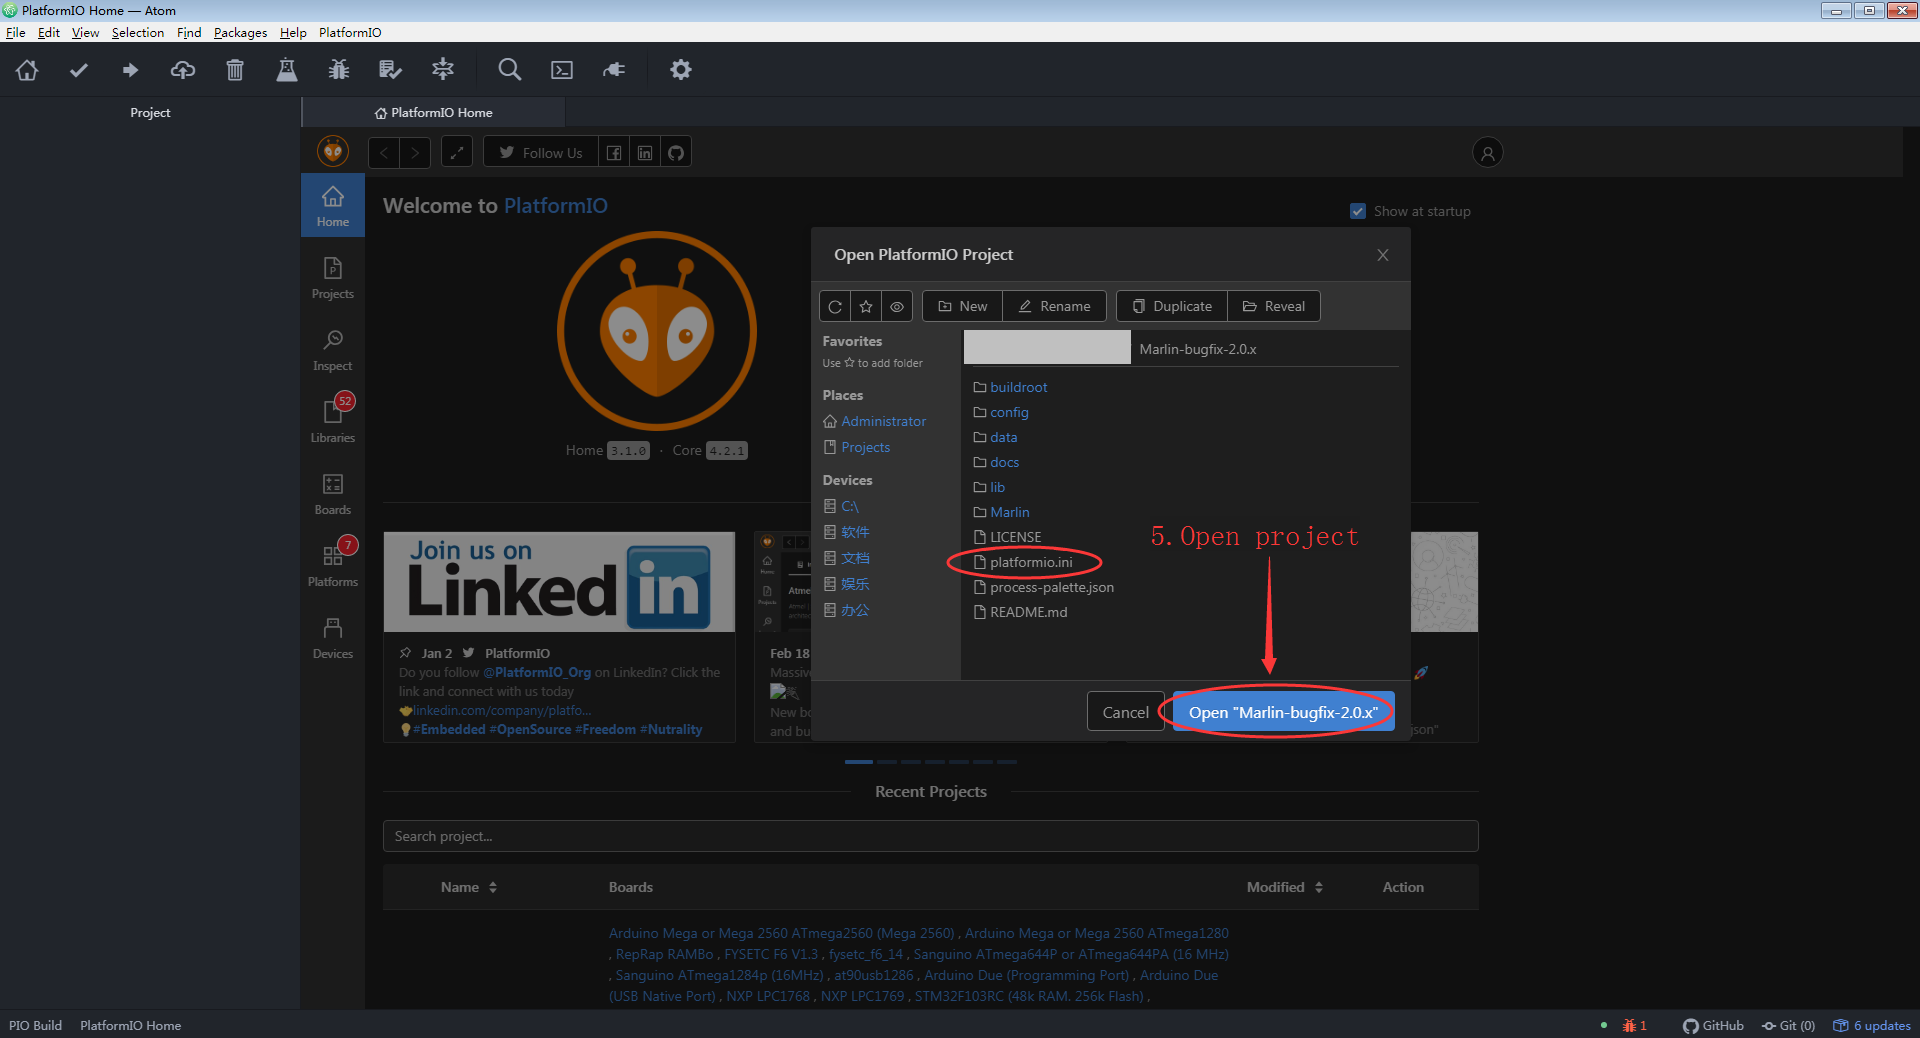 PlatformIO Home — Atom
File Edit View Selection Find Packages Help PlatformIO
Project
PlatformIO Home
Follow Us
Home
Projects
Inspect
52
Libraries
Boards
7
Platforms
Devices
Welcome to PlatformIO
Show at startup
Home 3.1.0 · Core 4.2.1
Join us on
Linked in
Jan 2 PlatformIO
Do you follow @PlatformIO_Org on LinkedIn? Click the
link and connect with us today
linkedin.com/company/platfo...
#Embedded #OpenSource #Freedom #Nutrality
Feb 18
Massive
New bo
and bu
json"
Open PlatformIO Project
New Rename Duplicate Reveal
Favorites
Use ☆ to add folder
Places
Administrator
Projects
Devices
C:\
软件
文档
娱乐
办公
Marlin-bugfix-2.0.x
buildroot
config
data
docs
lib
Marlin
LICENSE
platformio.ini
process-palette.json
README.md
5.Open project
Cancel Open "Marlin-bugfix-2.0.x"
Recent Projects
Search project...
Name Boards Modified Action
Arduino Mega or Mega 2560 ATmega2560 (Mega 2560) , Arduino Mega or Mega 2560 ATmega1280
, RepRap RAMBo , FYSETC F6 V1.3 , fysetc_f6_14 , Sanguino ATmega644P or ATmega644PA (16 MHz)
, Sanguino ATmega1284p (16MHz) , at90usb1286 , Arduino Due (Programming Port) , Arduino Due
(USB Native Port) , NXP LPC1768 , NXP LPC1769 , STM32F103RC (48k RAM. 256k Flash) ,
PIO Build PlatformIO Home 1 GitHub Git (0) 6 updates